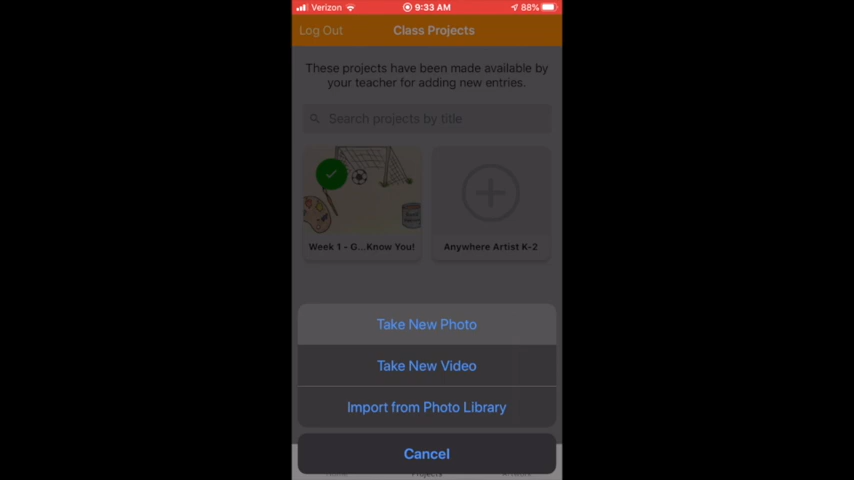 Verizon 9:33 AM 88%
Log Out Class Projects
These projects have been made available by
your teacher for adding new entries.
Search projects by title
Week 1 - G...Know You! Anywhere Artist K-2
Take New Photo
Take New Video
Import from Photo Library
Cancel
Projects